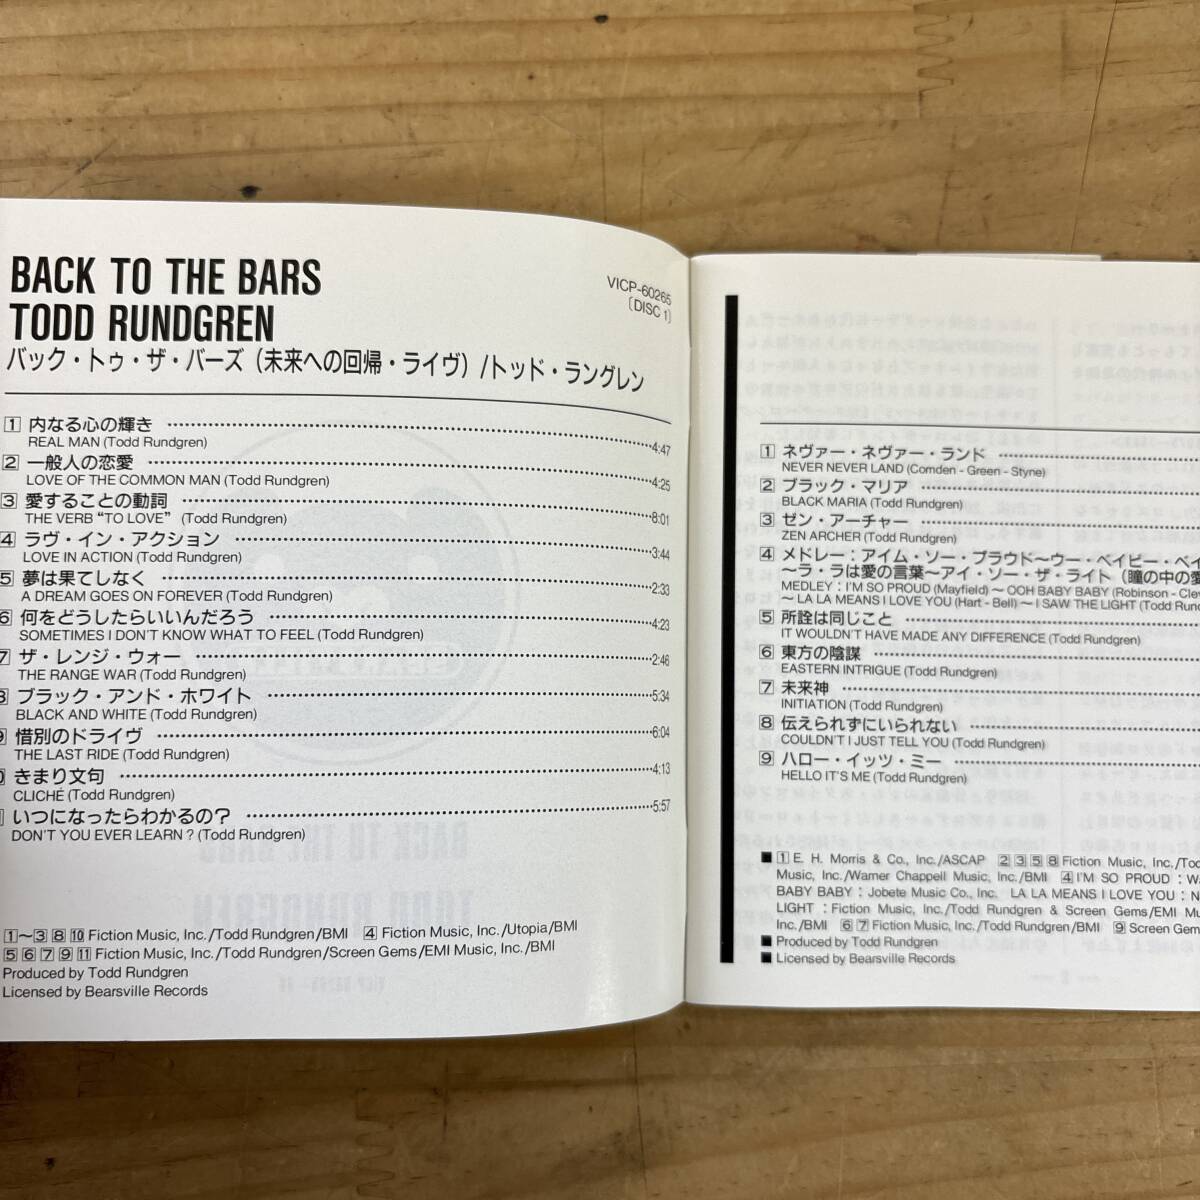 BACK TO THE BARS
TODD RUNDGREN
バック・トゥ・ザ・バーズ（未来への回帰・ライヴ）/トッド・ラングレン
VICP-60265
〔DISC 1〕
1 内なる心の輝き 4:47
REAL MAN (Todd Rundgren)
2 一般人の恋愛 4:25
LOVE OF THE COMMON MAN (Todd Rundgren)
3 愛することの動詞 8:01
THE VERB “TO LOVE” (Todd Rundgren)
4 ラヴ・イン・アクション 3:44
LOVE IN ACTION (Todd Rundgren)
5 夢は果てしなく 2:33
A DREAM GOES ON FOREVER (Todd Rundgren)
6 何をどうしたらいいんだろう 4:23
SOMETIMES I DON'T KNOW WHAT TO FEEL (Todd Rundgren)
7 ザ・レンジ・ウォー 2:46
THE RANGE WAR (Todd Rundgren)
8 ブラック・アンド・ホワイト 5:34
BLACK AND WHITE (Todd Rundgren)
9 惜別のドライヴ 6:04
THE LAST RIDE (Todd Rundgren)
きまり文句 4:13
CLICHÉ (Todd Rundgren)
いつになったらわかるの？ 5:57
DON'T YOU EVER LEARN ? (Todd Rundgren)
1～3 8 10 Fiction Music, Inc./Todd Rundgren/BMI 4 Fiction Music, Inc./Utopia/BMI
5 6 7 9 11 Fiction Music, Inc./Todd Rundgren/Screen Gems/EMI Music, Inc./BMI
Produced by Todd Rundgren
Licensed by Bearsville Records
1 ネヴァー・ネヴァー・ランド
NEVER NEVER LAND (Comden - Green - Styne)
2 ブラック・マリア
BLACK MARIA (Todd Rundgren)
3 ゼン・アーチャー
ZEN ARCHER (Todd Rundgren)
4 メドレー：アイム・ソー・プラウド～ウー・ベイビー・ベイ
～ラ・ラは愛の言葉～アイ・ソー・ザ・ライト（瞳の中の愛
MEDLEY : I'M SO PROUD (Mayfield) ～ OOH BABY BABY (Robinson - Clev
～ LA LA MEANS I LOVE YOU (Hart - Bell) ～ I SAW THE LIGHT (Todd Run
5 所詮は同じこと
IT WOULDN'T HAVE MADE ANY DIFFERENCE (Todd Rundgren)
6 東方の陰謀
EASTERN INTRIGUE (Todd Rundgren)
7 未来神
INITIATION (Todd Rundgren)
8 伝えられずにいられない
COULDN'T I JUST TELL YOU (Todd Rundgren)
9 ハロー・イッツ・ミー
HELLO IT'S ME (Todd Rundgren)
■ 1 E. H. Morris & Co., Inc./ASCAP 2 3 5 8 Fiction Music, Inc./Too
Music, Inc./Warner Chappell Music, Inc./BMI 4 I'M SO PROUD : Wa
BABY BABY : Jobete Music Co., Inc. LA LA MEANS I LOVE YOU : N
LIGHT : Fiction Music, Inc./Todd Rundgren & Screen Gems/EMI Mus
Inc./BMI 6 7 Fiction Music, Inc./Todd Rundgren/BMI 9 Screen Gem
■ Produced by Todd Rundgren
■ Licensed by Bearsville Records